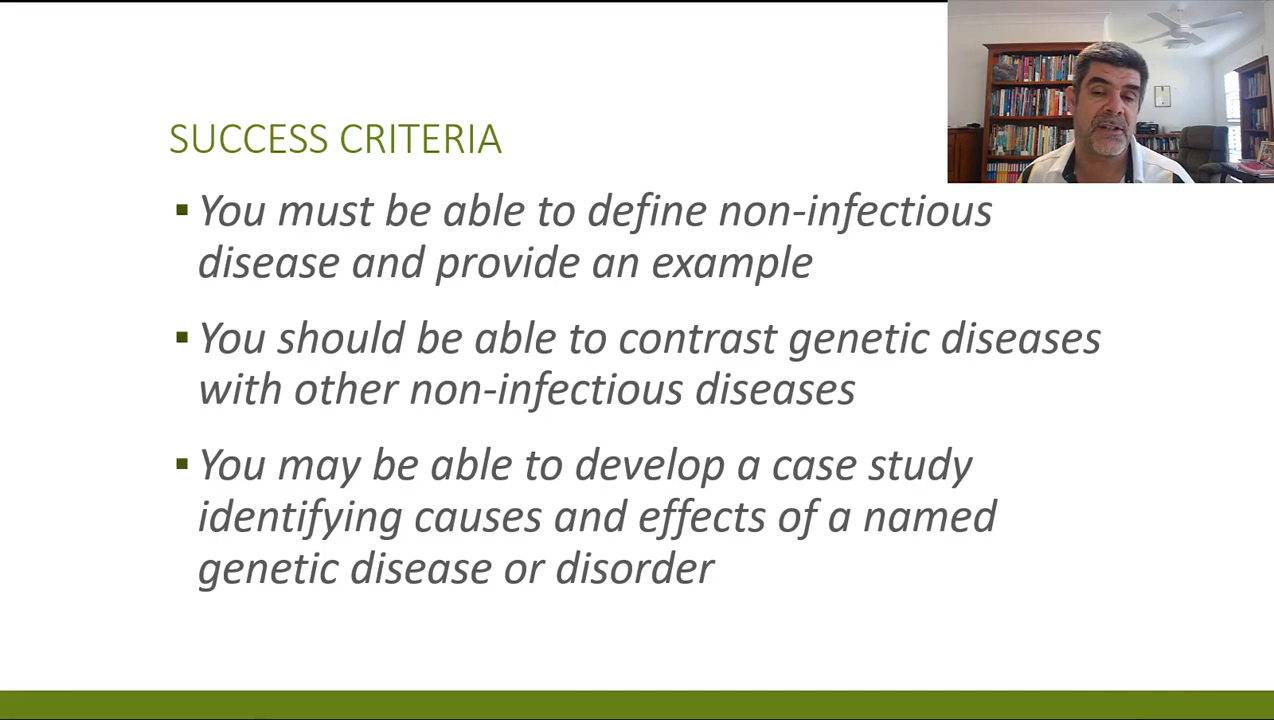 SUCCESS CRITERIA
▪ You must be able to define non-infectious
disease and provide an example
▪ You should be able to contrast genetic diseases
with other non-infectious diseases
▪ You may be able to develop a case study
identifying causes and effects of a named
genetic disease or disorder